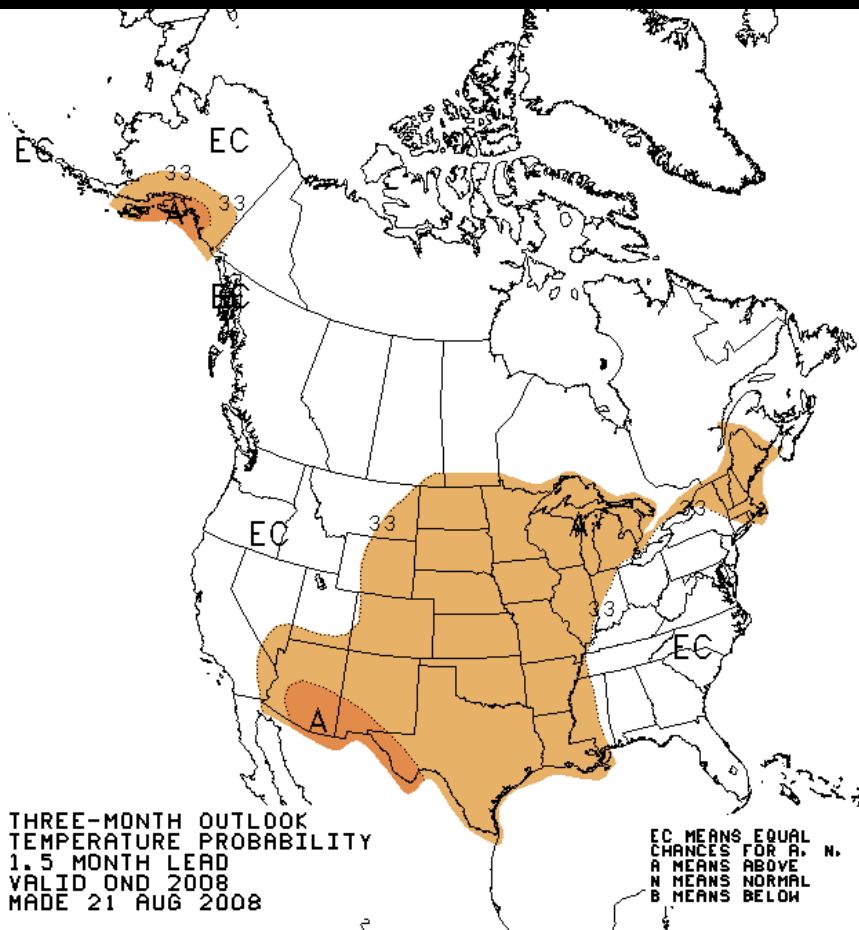 EC
EC
33
33
A
EC
33
EC
A
33
33
EC
A
THREE-MONTH OUTLOOK
TEMPERATURE PROBABILITY
1.5 MONTH LEAD
VALID OND 2008
MADE 21 AUG 2008
EC MEANS EQUAL
CHANCES FOR A, N,
A MEANS ABOVE
N MEANS NORMAL
B MEANS BELOW